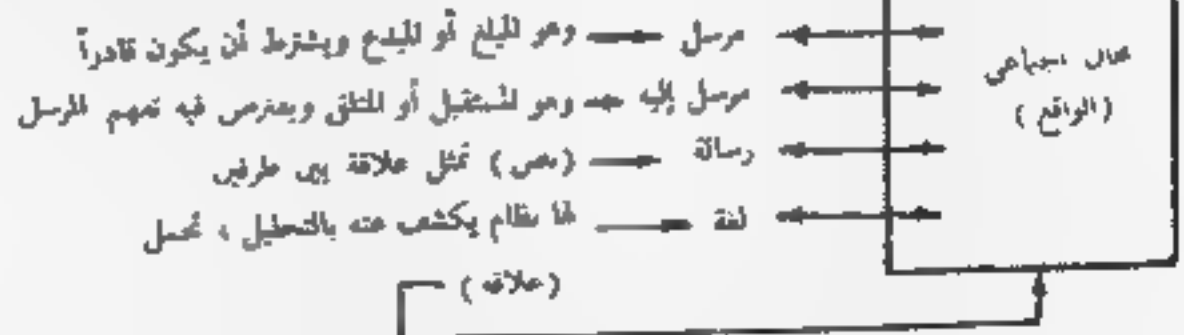 مجال اجتماعي
(الواقع)
مرسل وهو المبلغ أو المبدع ويشترط أن يكون قادراً
مرسل إليه وهو المستقبل أو المتلقي ويفترض فيه تفهم المرسل
رسالة (نص) تمثل علاقة بين طرفين
لغة لها نظام يكشف عنه بالتحليل ، تحمل
(علاقة)